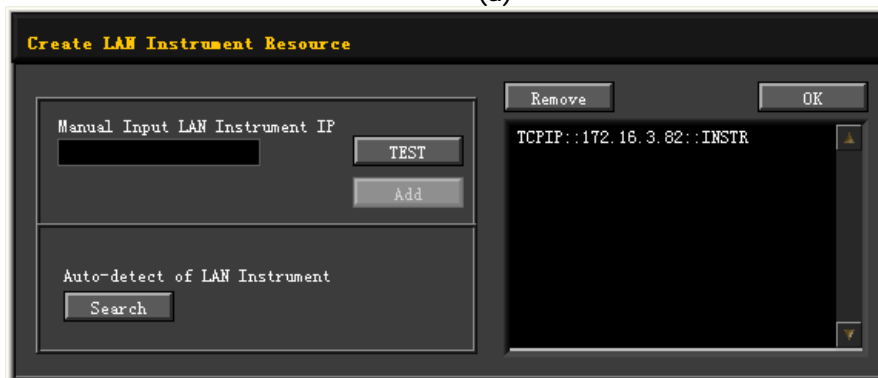 (a)
Create LAN Instrument Resource
Manual Input LAN Instrument IP
TEST
Add
Auto-detect of LAN Instrument
Search
Remove
OK
TCPIP::172.16.3.82::INSTR